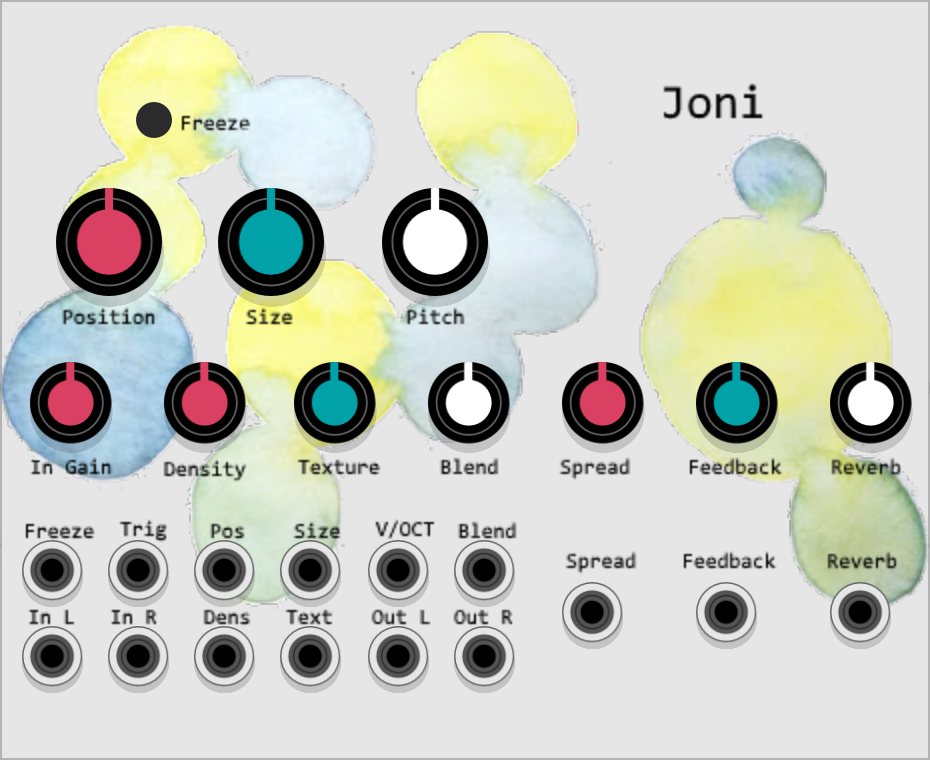 Joni
Freeze
Position Size Pitch
In Gain Density Texture Blend Spread Feedback Reverb
Freeze Trig Pos Size V/OCT Blend
Spread Feedback Reverb
In L In R Dens Text Out L Out R